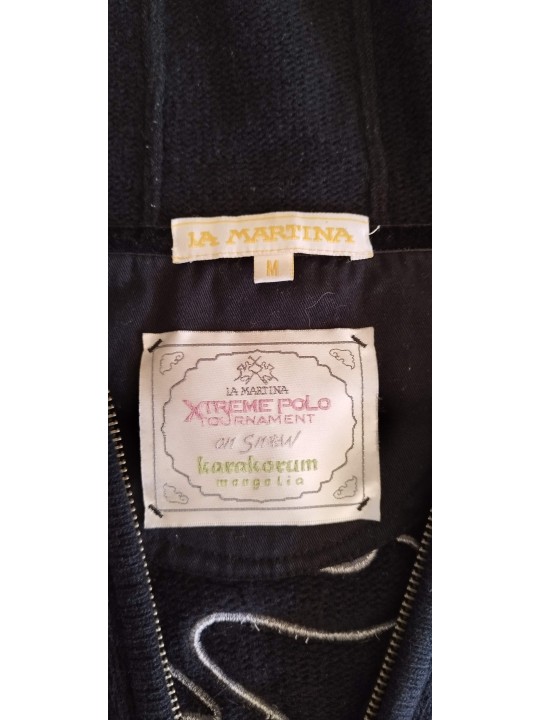 LA MARTINA
M
LA MARTINA
XTREME POLO
TOURNAMENT
on SNOW
karakorum
mongolia